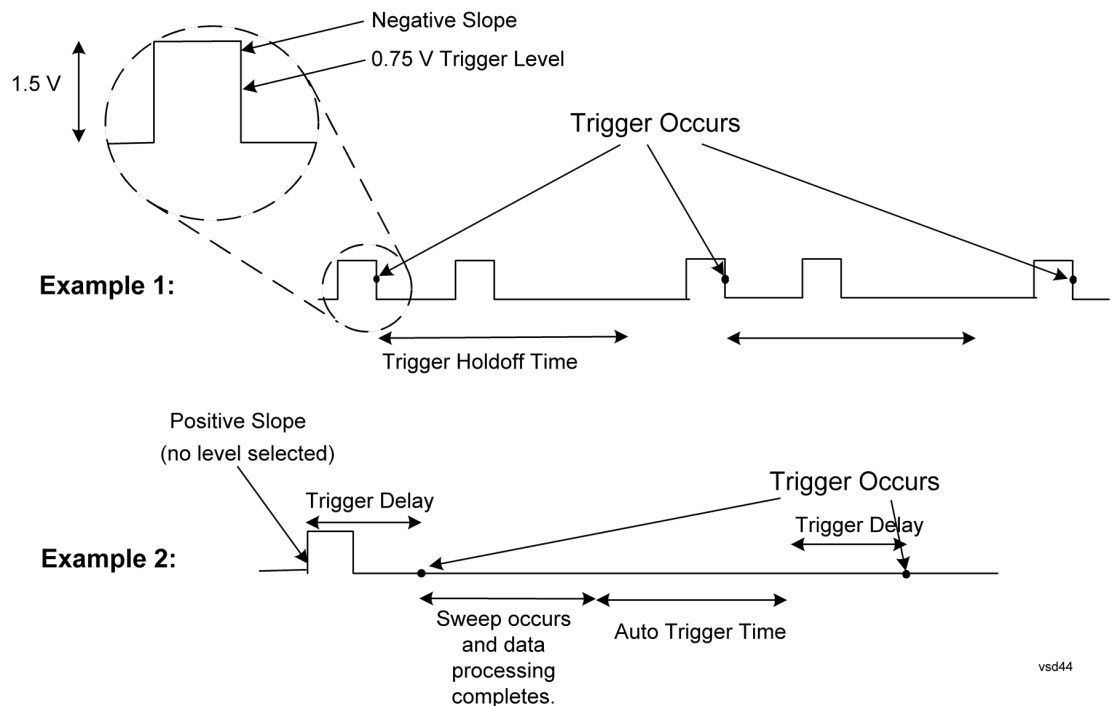 Negative Slope
0.75 V Trigger Level
1.5 V
Trigger Occurs
Example 1:
Trigger Holdoff Time
Positive Slope
(no level selected)
Trigger Delay
Trigger Occurs
Trigger Delay
Example 2:
Sweep occurs
and data
processing
completes.
Auto Trigger Time
vsd44